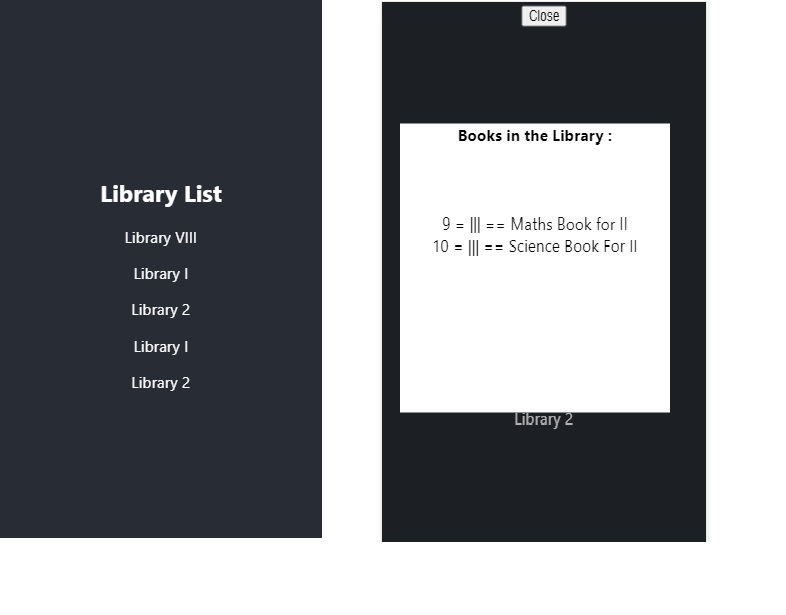 Library List
Library VIII
Library I
Library 2
Library I
Library 2
Close
Books in the Library :
9 = ||| == Maths Book for II
10 = ||| == Science Book For II
Library 2